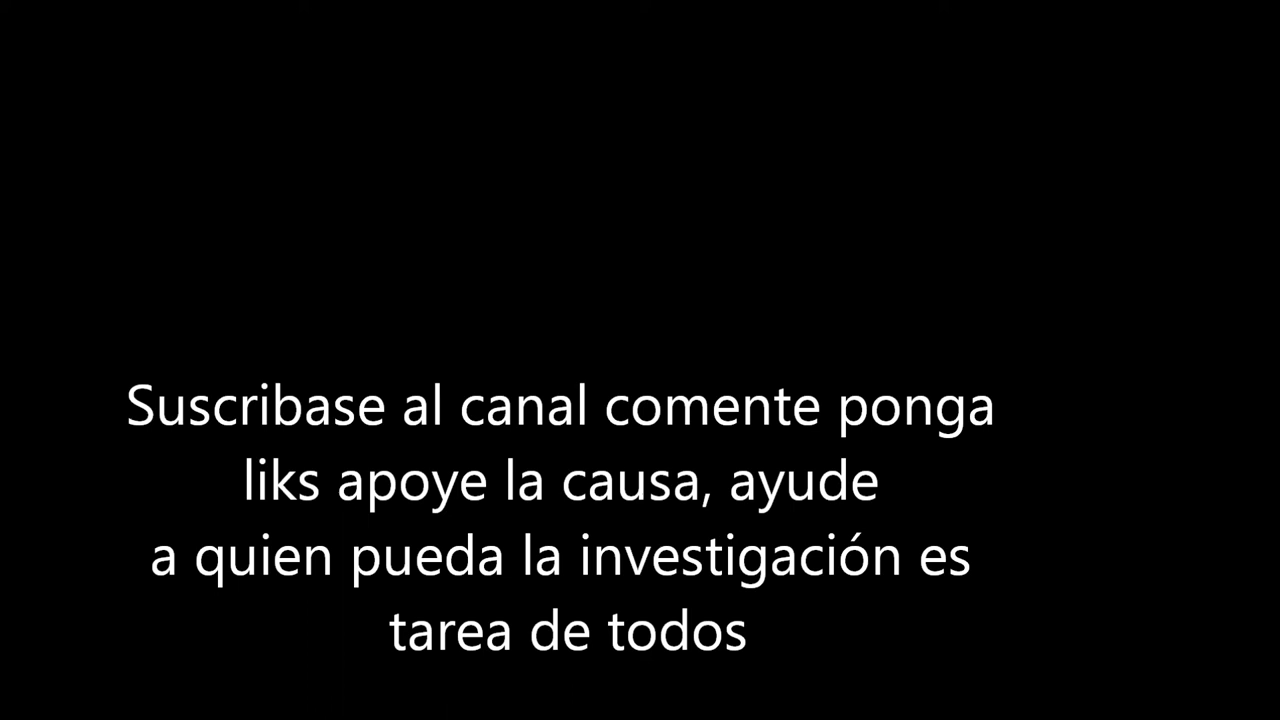 Suscribase al canal comente ponga
liks apoye la causa, ayude
a quien pueda la investigación es
tarea de todos